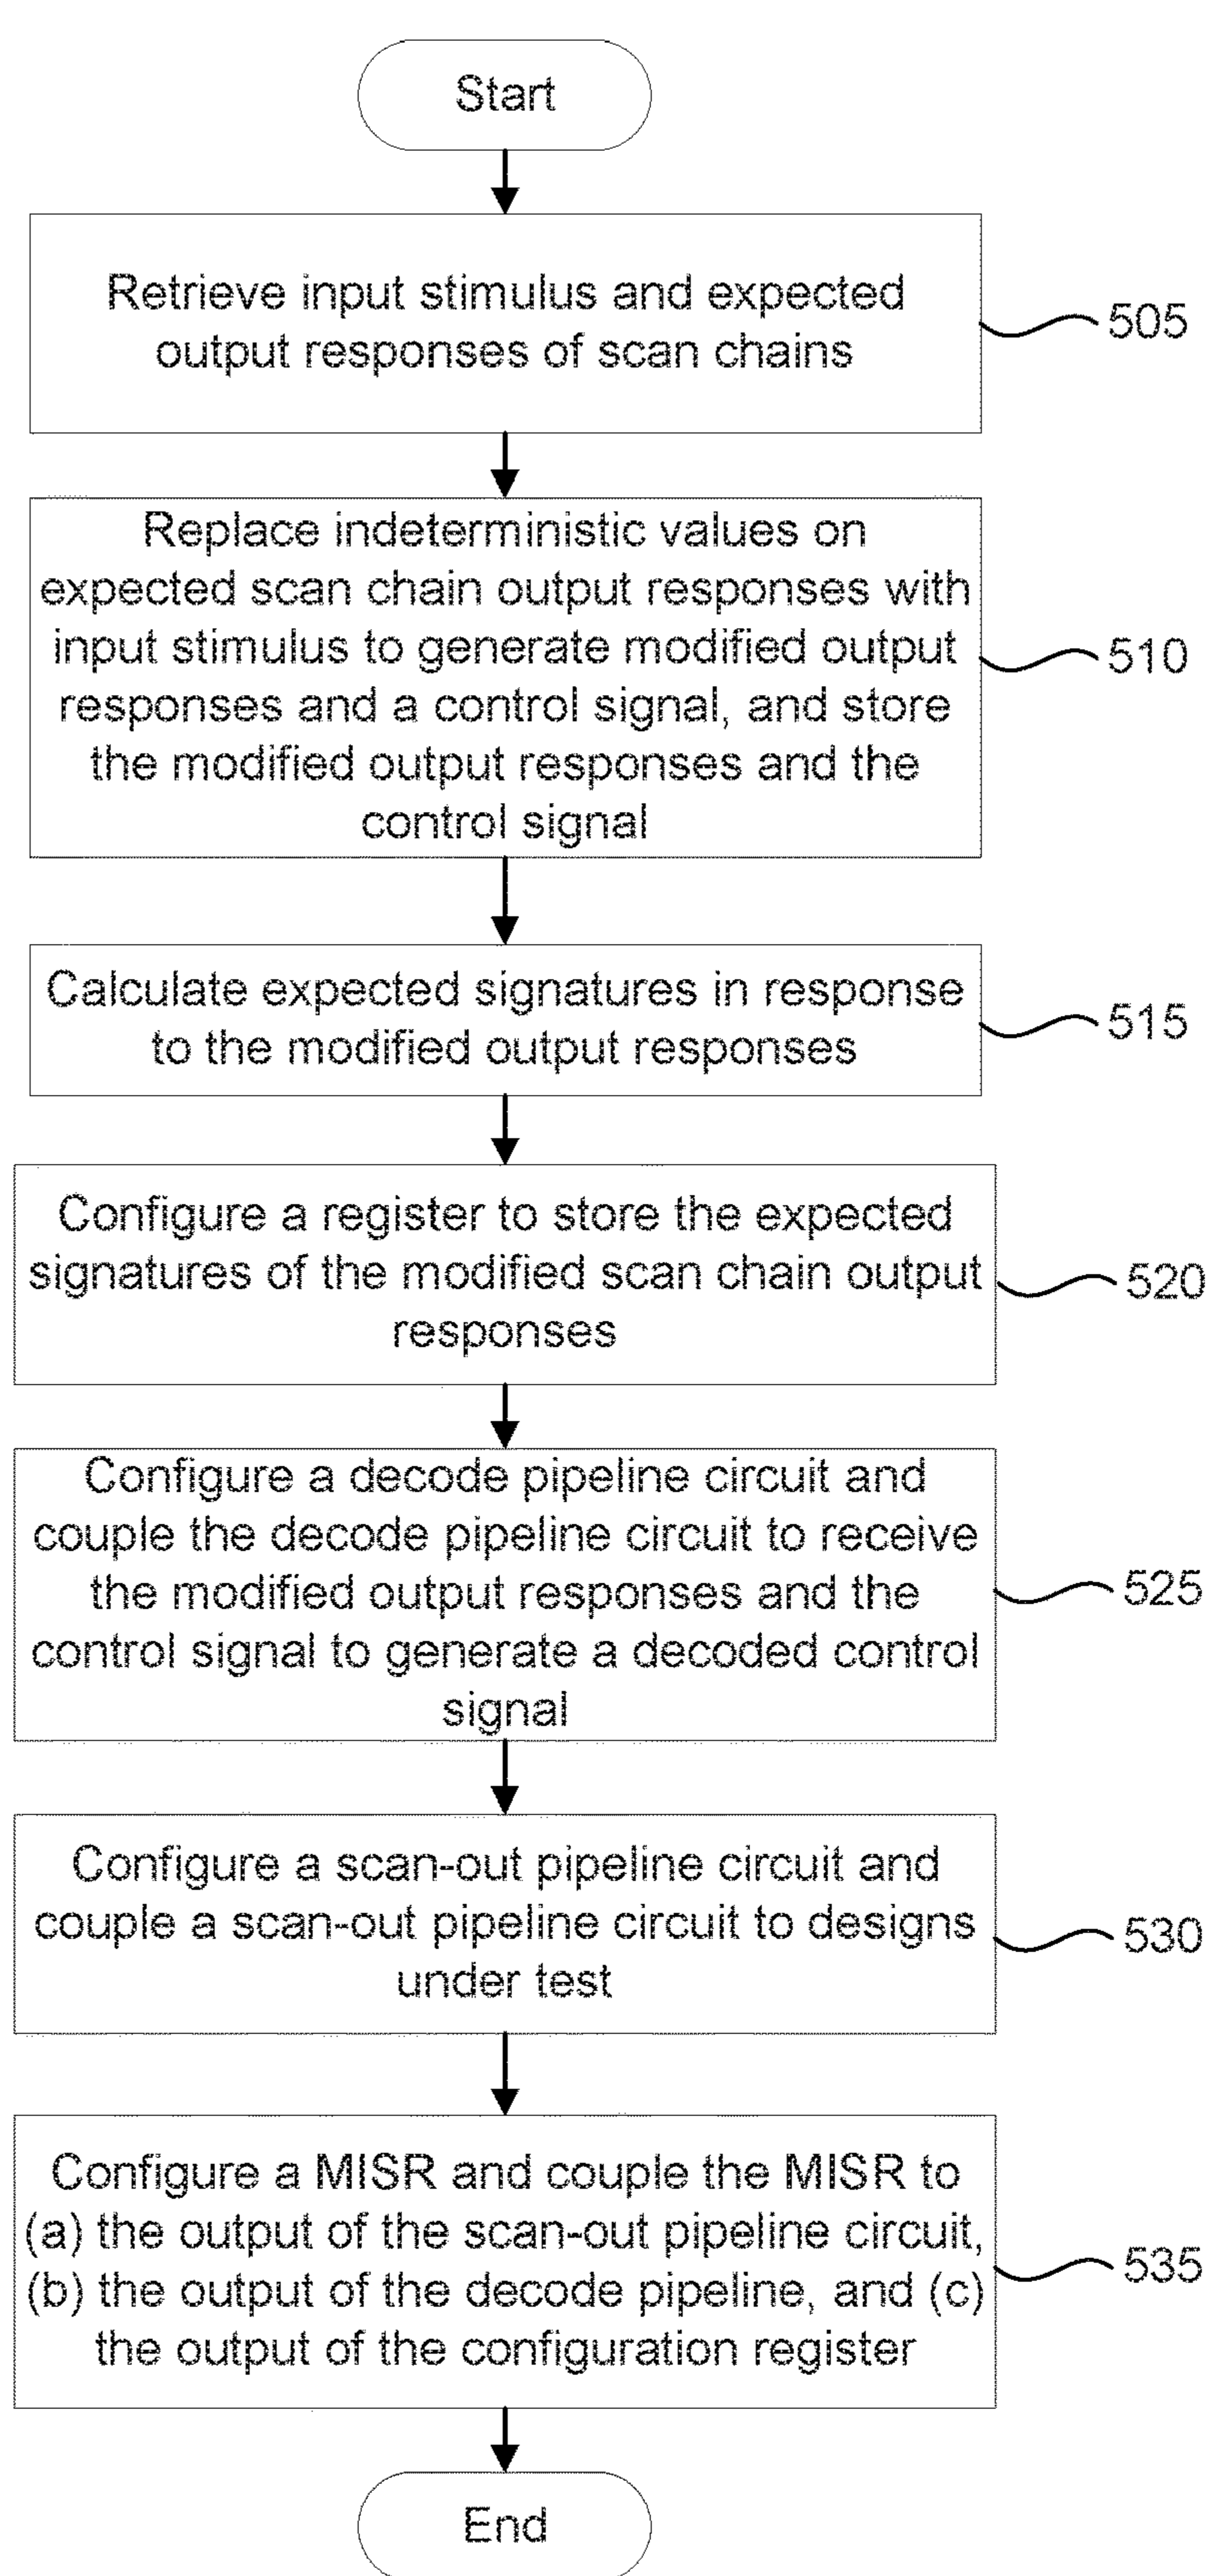 Start
Retrieve input stimulus and expected
output responses of scan chains
505
Replace indeterministic values on
expected scan chain output responses with
input stimulus to generate modified output
responses and a control signal, and store
the modified output responses and the
control signal
510
Calculate expected signatures in response
to the modified output responses
515
Configure a register to store the expected
signatures of the modified scan chain output
responses
520
Configure a decode pipeline circuit and
couple the decode pipeline circuit to receive
the modified output responses and the
control signal to generate a decoded control
signal
525
Configure a scan-out pipeline circuit and
couple a scan-out pipeline circuit to designs
under test
530
Configure a MISR and couple the MISR to
(a) the output of the scan-out pipeline circuit,
(b) the output of the decode pipeline, and (c)
the output of the configuration register
535
End